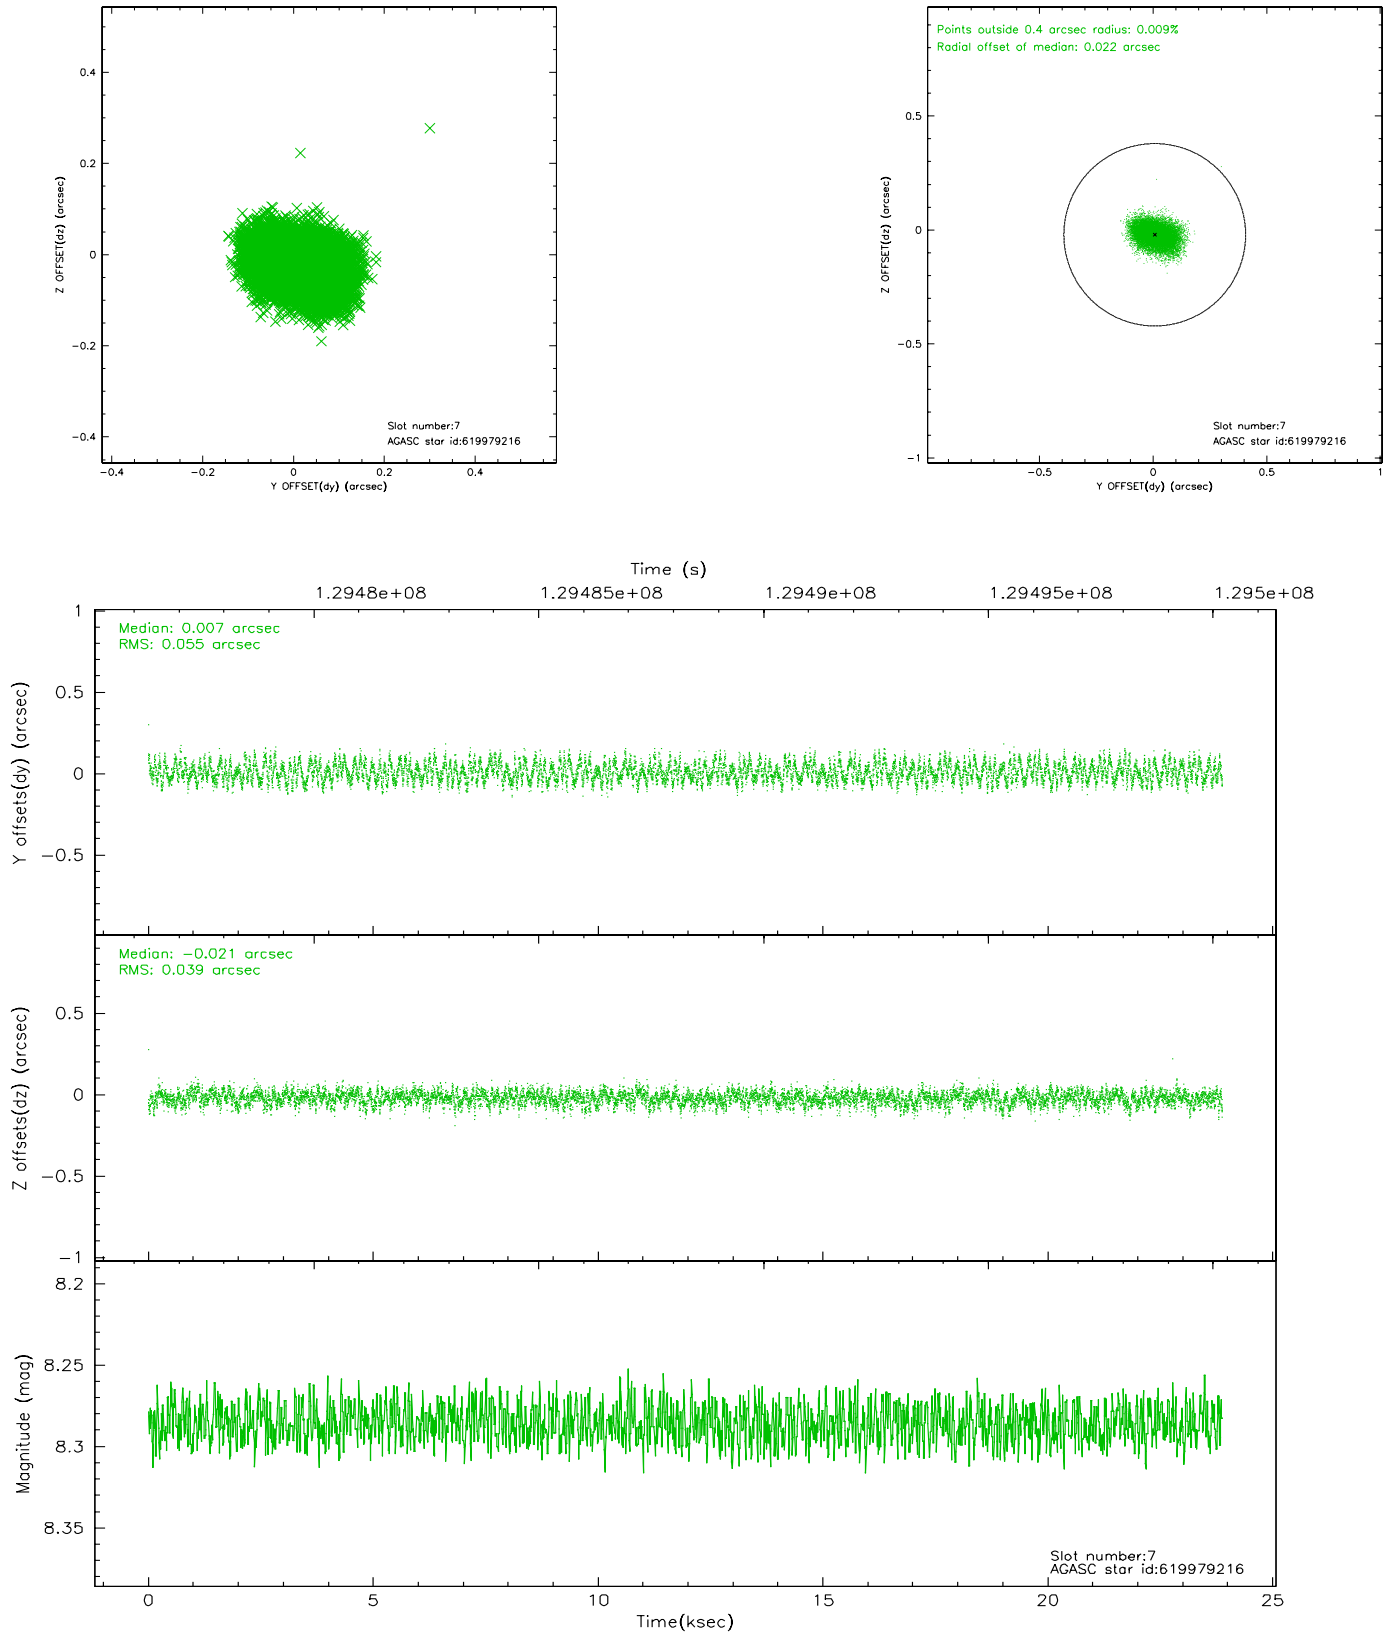 0.4
0.2
0
−0.2
−0.4
Z OFFSET(dz) (arcsec)
Slot number:7
AGASC star id:619979216
−0.4 −0.2 0 0.2 0.4
Y OFFSET(dy) (arcsec)
Points outside 0.4 arcsec radius: 0.009%
Radial offset of median: 0.022 arcsec
0.5
0
−0.5
−1
Z OFFSET(dz) (arcsec)
Slot number:7
AGASC star id:619979216
−0.5 0 0.5 1
Y OFFSET(dy) (arcsec)
Time (s)
1.2948e+08 1.29485e+08 1.2949e+08 1.29495e+08 1.295e+08
Median: 0.007 arcsec
RMS: 0.055 arcsec
1
0.5
0
−0.5
Y offsets(dy) (arcsec)
Median: −0.021 arcsec
RMS: 0.039 arcsec
0.5
0
−0.5
−1
Z offsets(dz) (arcsec)
8.2
8.25
8.3
8.35
Magnitude (mag)
Slot number:7
AGASC star id:619979216
0 5 10 15 20 25
Time(ksec)